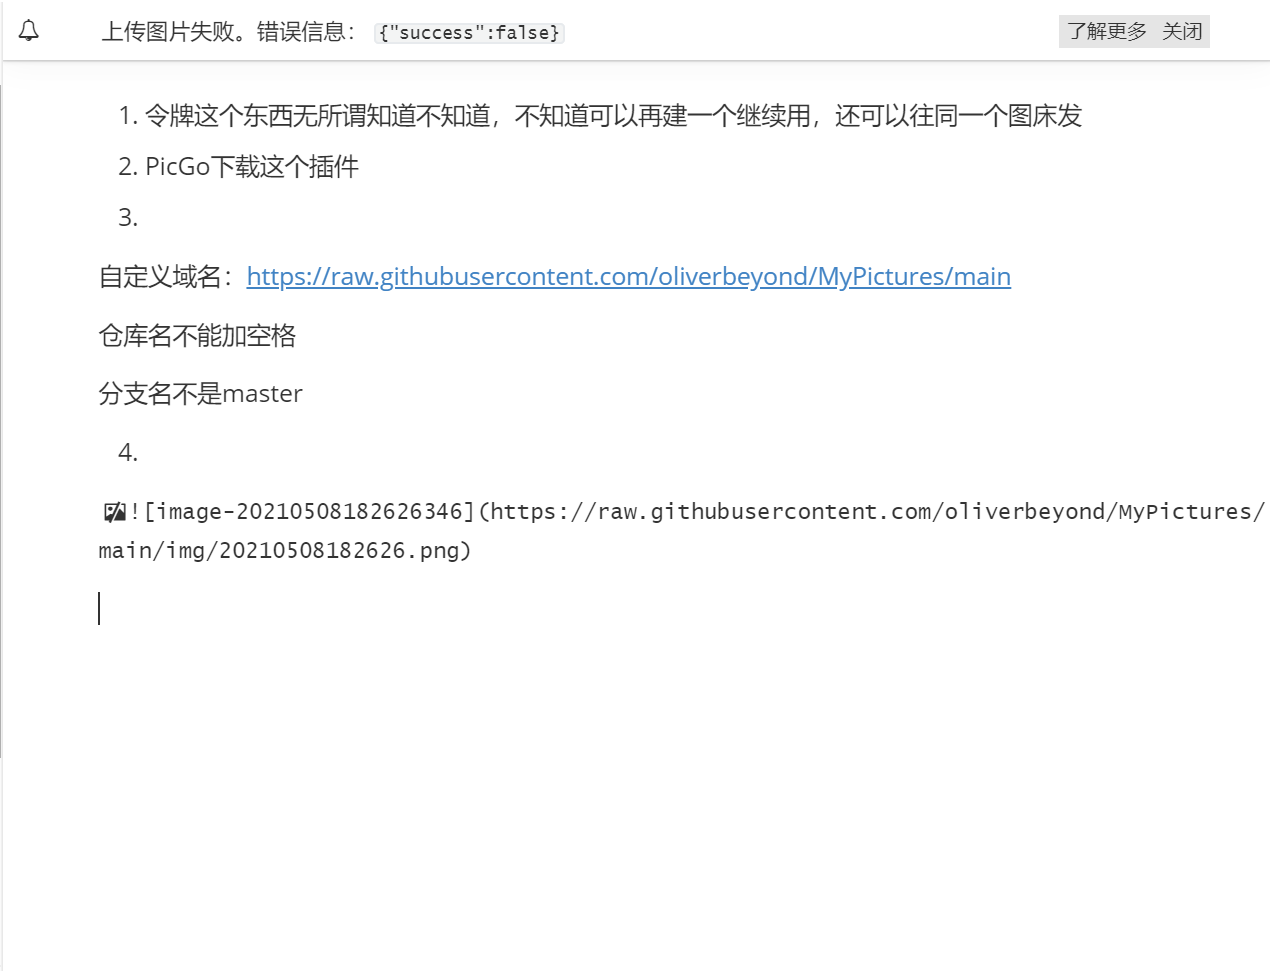 上传图片失败。错误信息： {"success":false}
了解更多 关闭
1. 令牌这个东西无所谓知道不知道，不知道可以再建一个继续用，还可以往同一个图床发
2. PicGo下载这个插件
3.
自定义域名：https://raw.githubusercontent.com/oliverbeyond/MyPictures/main
仓库名不能加空格
分支名不是master
4.
![image-20210508182626346](https://raw.githubusercontent.com/oliverbeyond/MyPictures/
main/img/20210508182626.png)